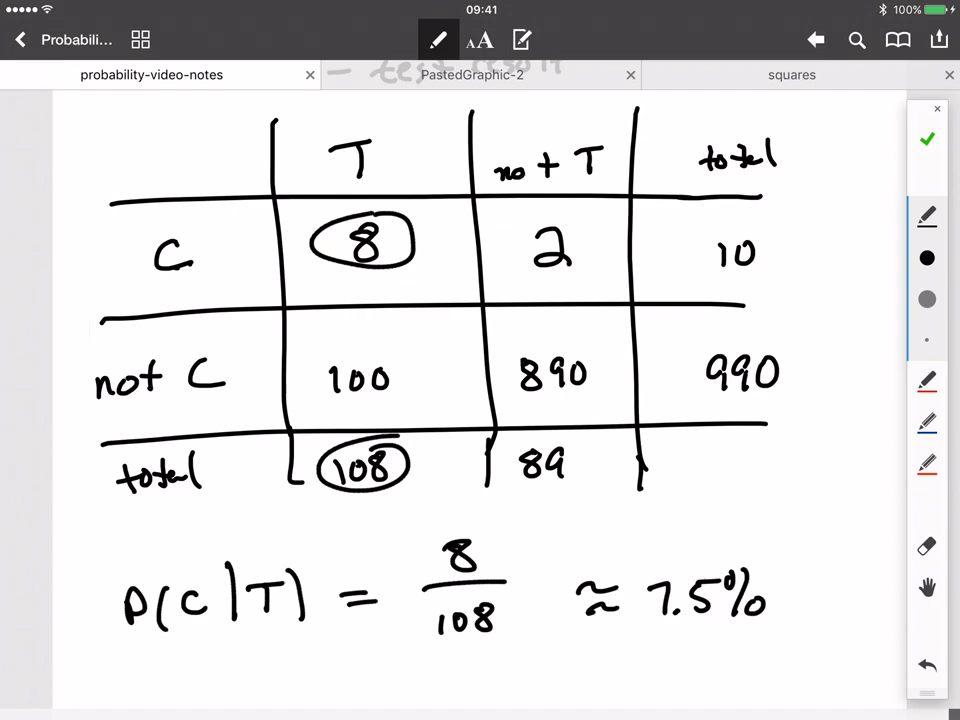 09:41 100%
Probabili...
AA
probability-video-notes PastedGraphic-2 squares
T not T total
C 8 2 10
not C 100 890 990
total 108 89
P(C|T) = 8/108 ≈ 7.5%